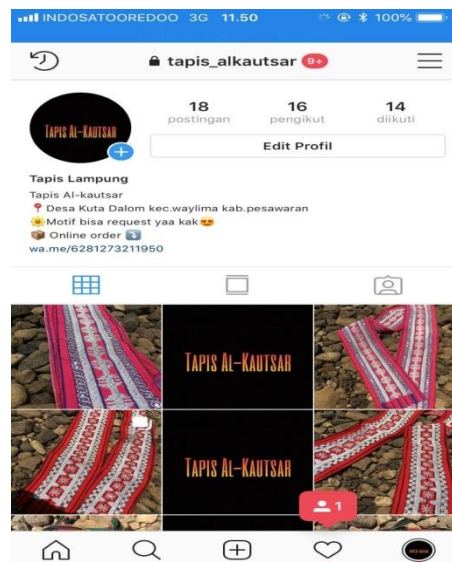 INDOSATOOREDOO 3G 11.50 100%
tapis_alkautsar 9+
TAPIS AL-KAUTSAR
18 16 14
postingan pengikut diikuti
Edit Profil
Tapis Lampung
Tapis Al-kautsar
📍 Desa Kuta Dalom kec.waylima kab.pesawaran
🌟Motif bisa request yaa kak😍
📦 Online order ⤵️
wa.me/6281273211950
TAPIS AL-KAUTSAR
TAPIS AL-KAUTSAR
1